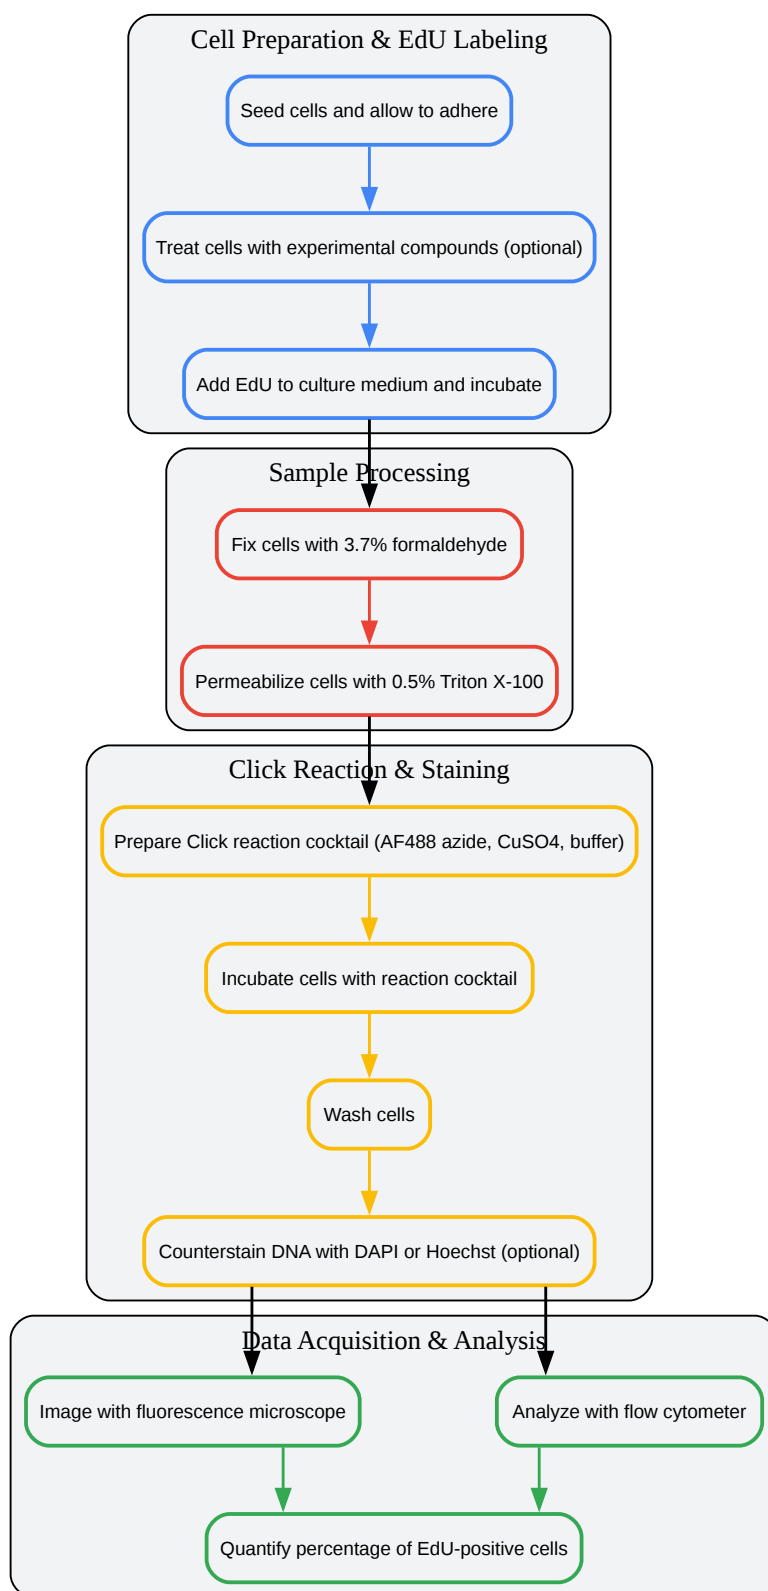 Cell Preparation & EdU Labeling
Seed cells and allow to adhere
Treat cells with experimental compounds (optional)
Add EdU to culture medium and incubate
Sample Processing
Fix cells with 3.7% formaldehyde
Permeabilize cells with 0.5% Triton X-100
Click Reaction & Staining
Prepare Click reaction cocktail (AF488 azide, CuSO4, buffer)
Incubate cells with reaction cocktail
Wash cells
Counterstain DNA with DAPI or Hoechst (optional)
Data Acquisition & Analysis
Image with fluorescence microscope
Analyze with flow cytometer
Quantify percentage of EdU-positive cells